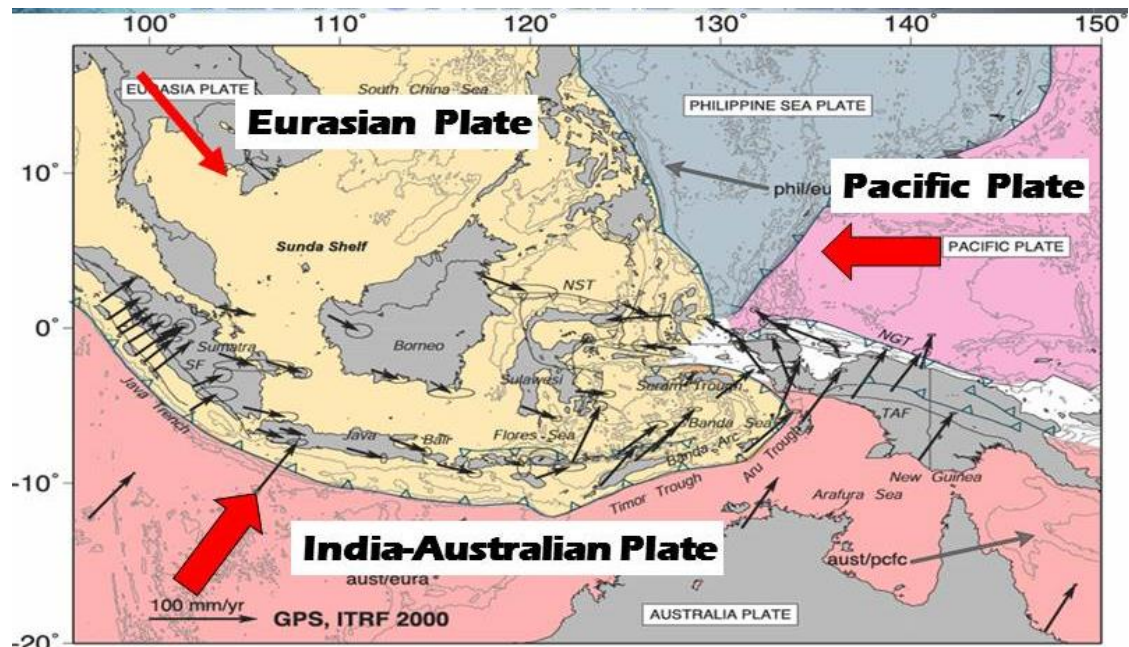 100°
110°
120°
130°
140°
150°
EURASIA PLATE
South China Sea
PHILIPPINE SEA PLATE
Eurasian Plate
10°
Pacific Plate
Sunda Shelf
PACIFIC PLATE
NST
0°
NGT
Borneo
Sumatra
SF
Sulawesi
Seram Trough
Java Trench
TAF
Java
Bali
Flores Sea
Banda Sea
Banda Arc
Aru Trough
New Guinea
-10°
Timor Trough
Arafura Sea
India-Australian Plate
aust/pcfc
aust/eura
100 mm/yr
GPS, ITRF 2000
AUSTRALIA PLATE
-20°